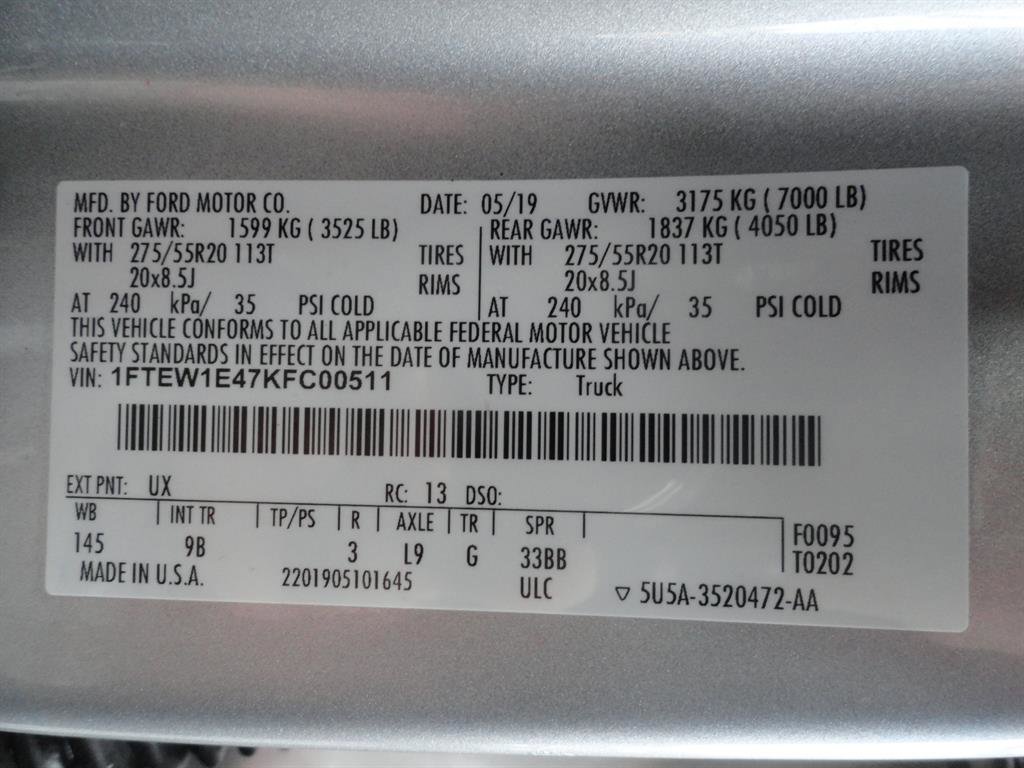 MFD. BY FORD MOTOR CO. DATE: 05/19 GVWR: 3175 KG ( 7000 LB)
FRONT GAWR: 1599 KG ( 3525 LB) REAR GAWR: 1837 KG ( 4050 LB)
WITH 275/55R20 113T TIRES WITH 275/55R20 113T TIRES
20x8.5J RIMS 20x8.5J RIMS
AT 240 kPa/ 35 PSI COLD AT 240 kPa/ 35 PSI COLD
THIS VEHICLE CONFORMS TO ALL APPLICABLE FEDERAL MOTOR VEHICLE
SAFETY STANDARDS IN EFFECT ON THE DATE OF MANUFACTURE SHOWN ABOVE.
VIN: 1FTEW1E47KFC00511 TYPE: Truck
EXT PNT: UX RC: 13 DSO:
WB INT TR TP/PS R AXLE TR SPR F0095
145 9B 3 L9 G 33BB T0202
MADE IN U.S.A. 2201905101645 ULC ▽ 5U5A-3520472-AA